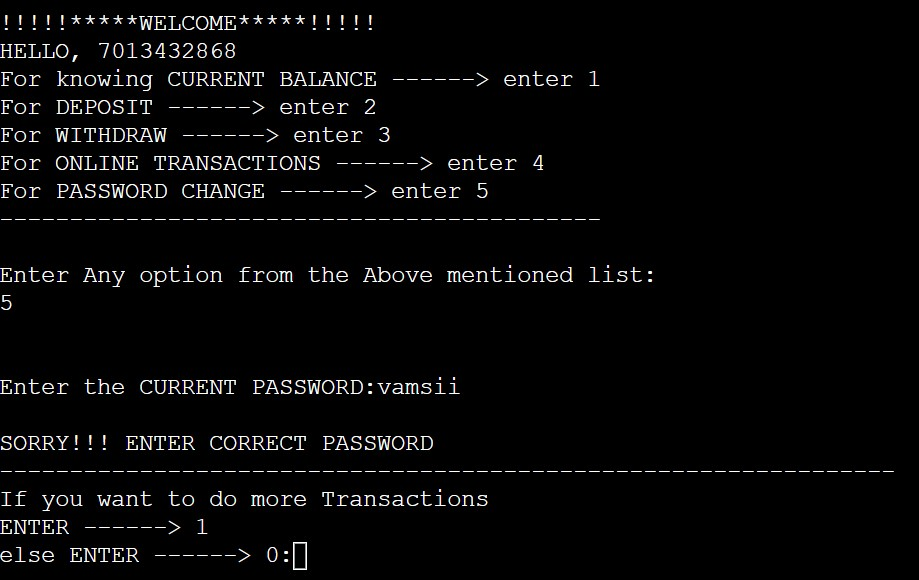 !!!!!*****WELCOME*****!!!!!
HELLO, 7013432868
For knowing CURRENT BALANCE ------> enter 1
For DEPOSIT ------> enter 2
For WITHDRAW ------> enter 3
For ONLINE TRANSACTIONS ------> enter 4
For PASSWORD CHANGE ------> enter 5
-------------------------------------------
Enter Any option from the Above mentioned list:
5
Enter the CURRENT PASSWORD:vamsii
SORRY!!! ENTER CORRECT PASSWORD
----------------------------------------------------------------
If you want to do more Transactions
ENTER ------> 1
else ENTER ------> 0: